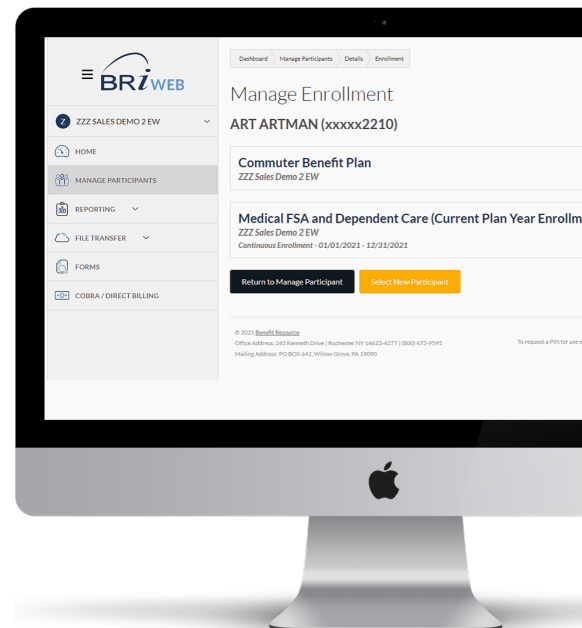 BRiWEB
Z ZZZ SALES DEMO 2 EW
HOME
MANAGE PARTICIPANTS
REPORTING
FILE TRANSFER
FORMS
COBRA / DIRECT BILLING
Dashboard Manage Participants Details Enrollment
Manage Enrollment
ART ARTMAN (xxxxx2210)
Commuter Benefit Plan
ZZZ Sales Demo 2 EW
Medical FSA and Dependent Care (Current Plan Year Enrollm
ZZZ Sales Demo 2 EW
Continuous Enrollment - 01/01/2021 - 12/31/2021
Return to Manage Participant Select New Participant
© 2021 Benefit Resource
Office Address: 245 Kenneth Drive | Rochester NY 14623-4277 | (800) 473-9595
Mailing Address: PO BOX 642, Willow Grove, PA 19090
To request a PIN for use w